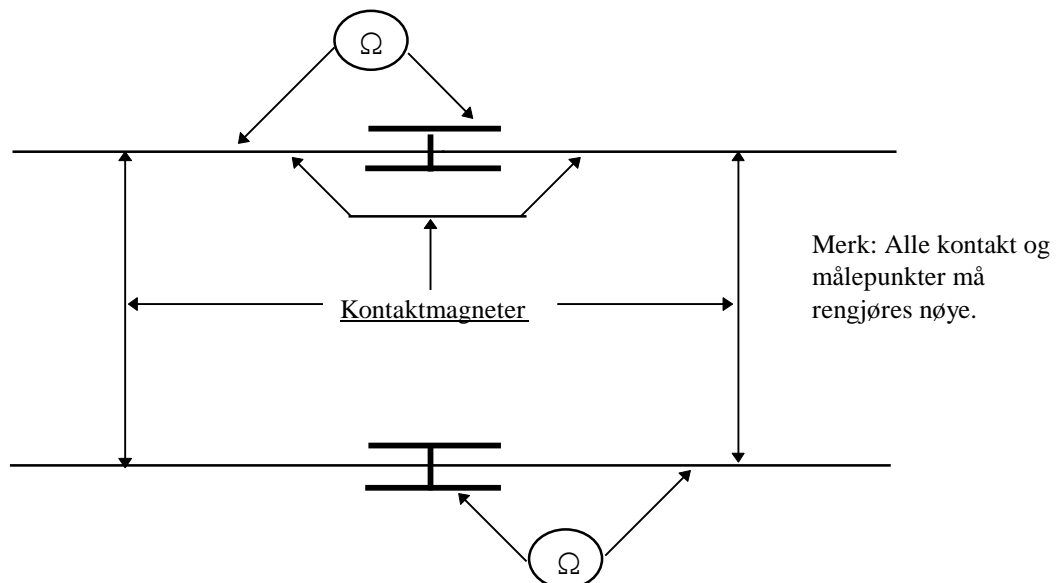 Ω
Merk: Alle kontakt og
målepunkter må
rengjøres nøye.
Kontaktmagneter
Ω